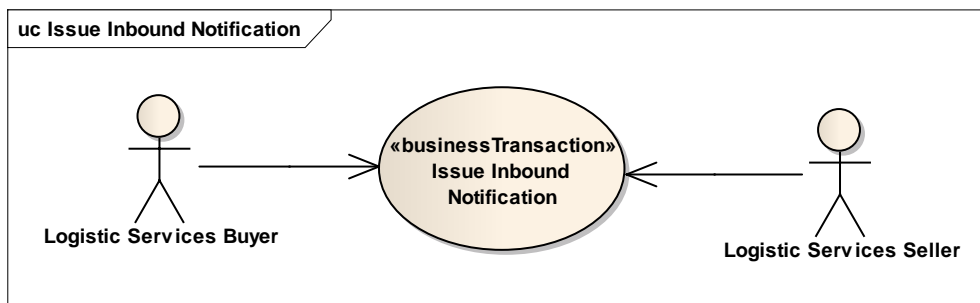 uc Issue Inbound Notification
«businessTransaction»
Issue Inbound
Notification
Logistic Services Buyer
Logistic Services Seller